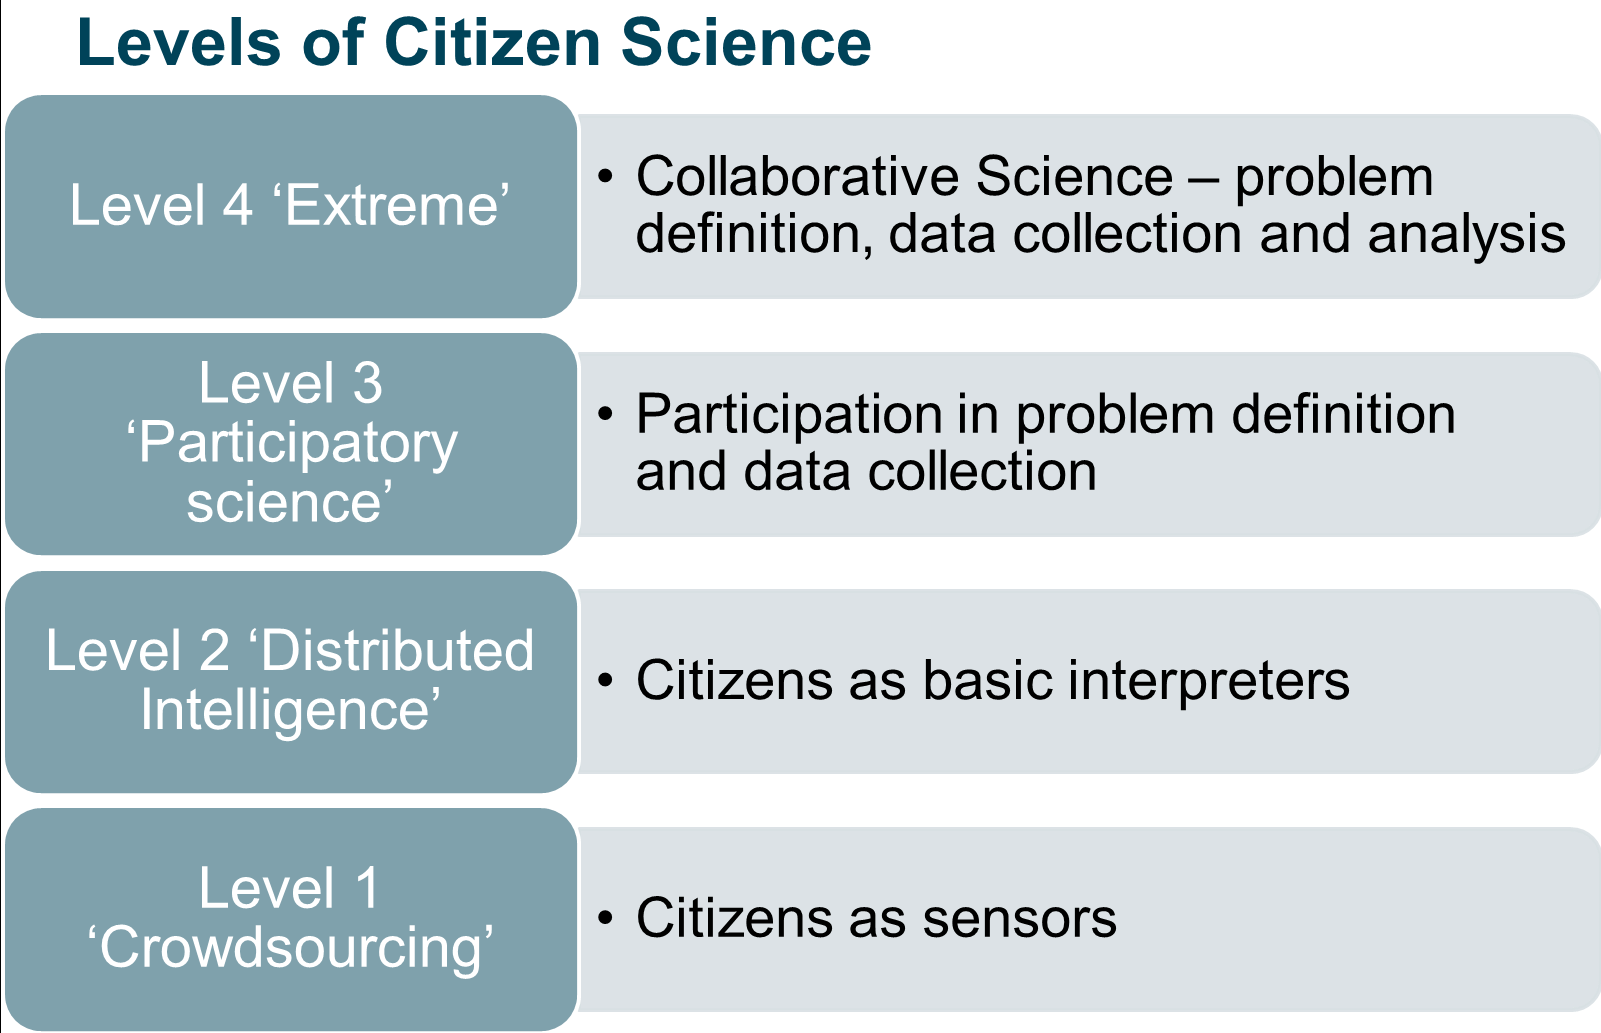 Levels of Citizen Science
Level 4 ‘Extreme’
• Collaborative Science – problem
definition, data collection and analysis
Level 3
‘Participatory
science’
• Participation in problem definition
and data collection
Level 2 ‘Distributed
Intelligence’
• Citizens as basic interpreters
Level 1
‘Crowdsourcing’
• Citizens as sensors